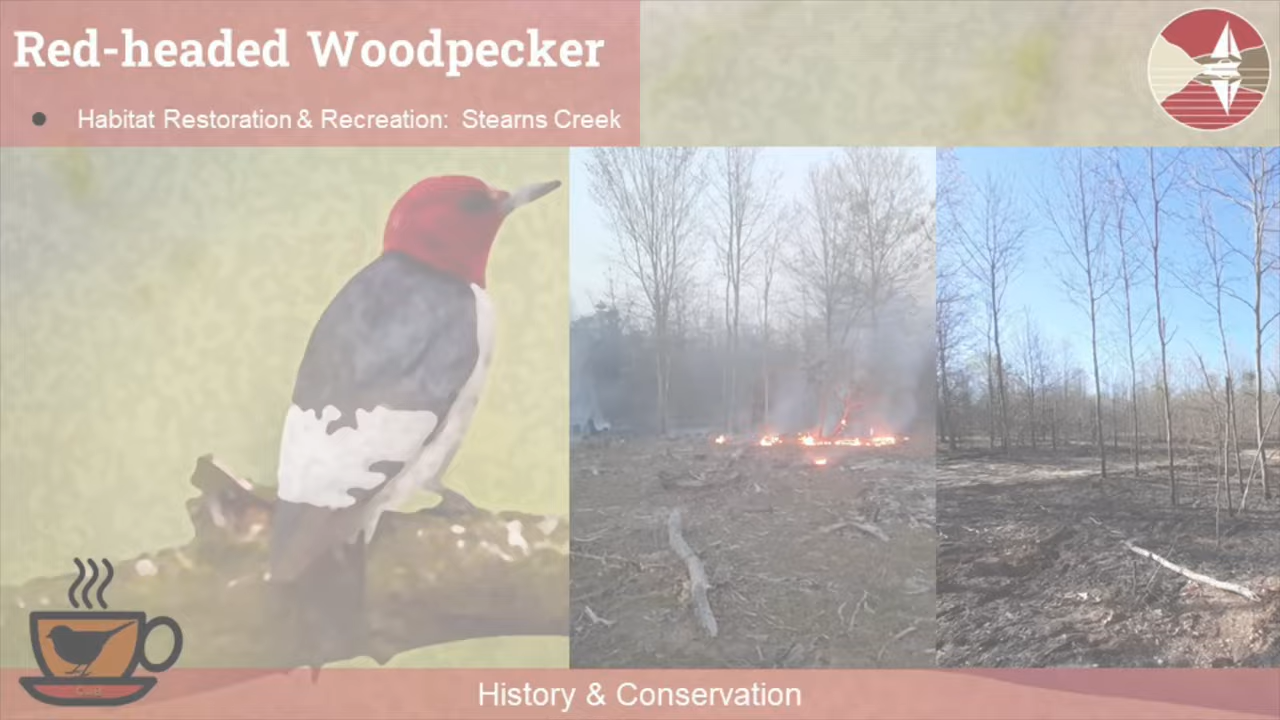 Red-headed Woodpecker
● Habitat Restoration & Recreation: Stearns Creek
History & Conservation